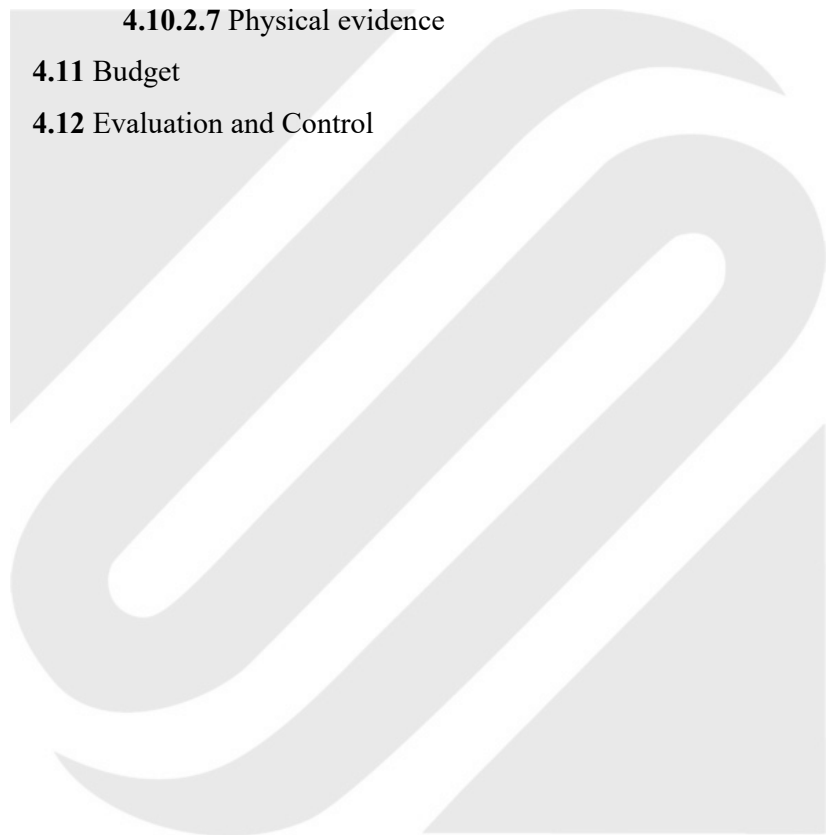 4.10.2.7 Physical evidence
4.11 Budget
4.12 Evaluation and Control